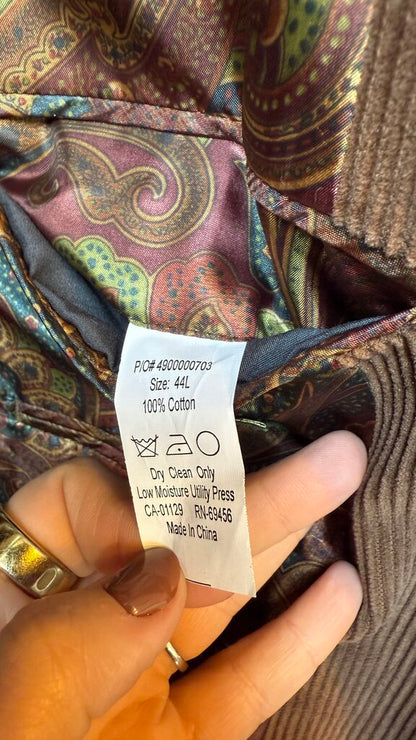 P/O# 4900000703
Size: 44L
100% Cotton
Dry Clean Only
Low Moisture Utility Press
CA-01129 RN-69456
Made in China